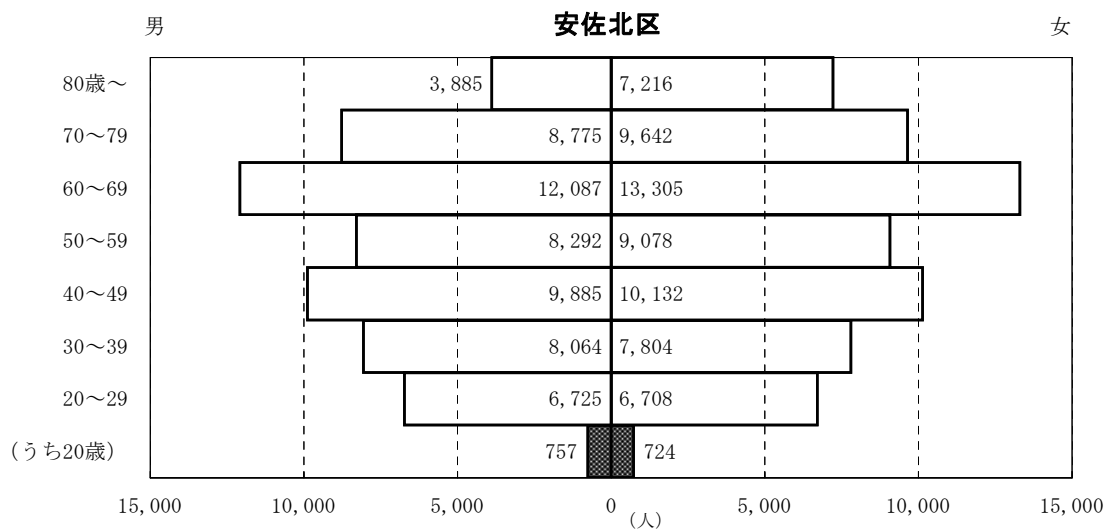 男 安佐北区 女
80歳～ 3,885 7,216
70～79 8,775 9,642
60～69 12,087 13,305
50～59 8,292 9,078
40～49 9,885 10,132
30～39 8,064 7,804
20～29 6,725 6,708
(うち20歳) 757 724
15,000 10,000 5,000 0 5,000 10,000 15,000
(人)